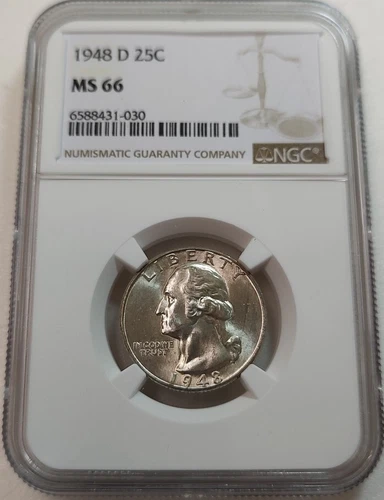 1948 D 25C
MS 66
6588431-030
NUMISMATIC GUARANTY COMPANY
NGC®
LIBERTY
IN GOD WE
TRUST
1948